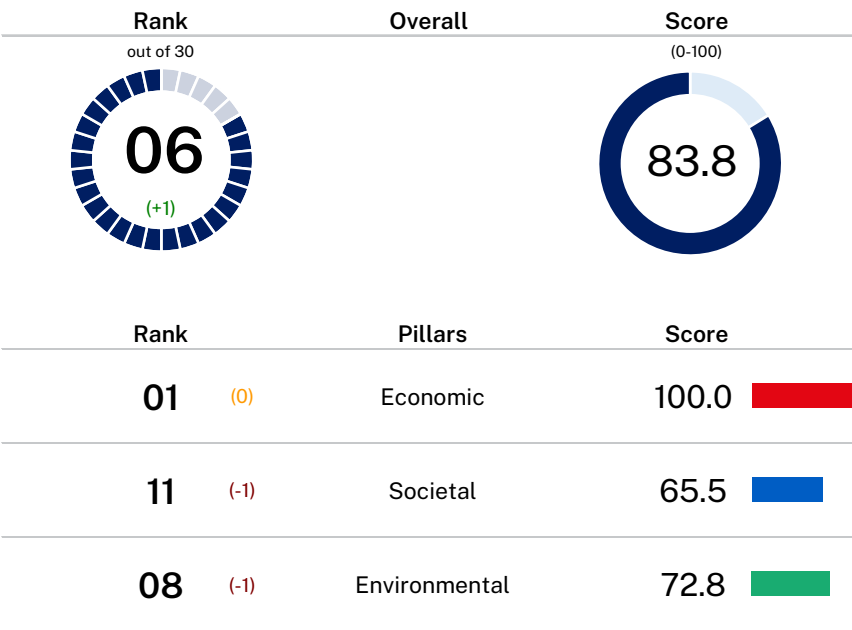 Rank Overall Score
out of 30 (0-100)
06 83.8
(+1)
Rank Pillars Score
01 (0) Economic 100.0
11 (-1) Societal 65.5
08 (-1) Environmental 72.8